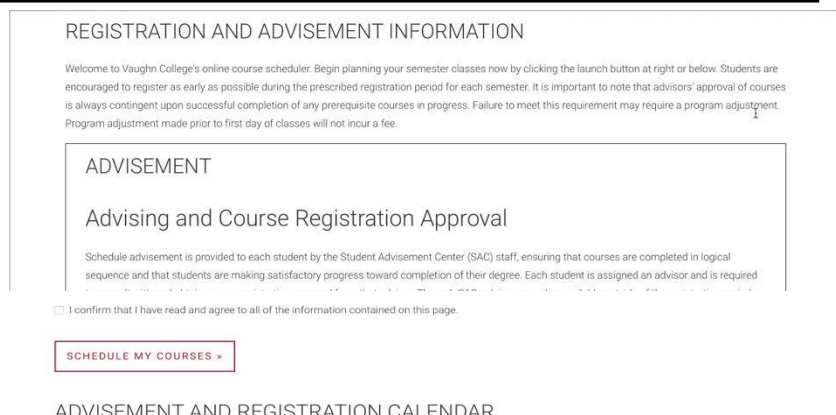 REGISTRATION AND ADVISEMENT INFORMATION
Welcome to Vaughn College's online course scheduler. Begin planning your semester classes now by clicking the launch button at right or below. Students are
encouraged to register as early as possible during the prescribed registration period for each semester. It is important to note that advisors' approval of courses
is always contingent upon successful completion of any prerequisite courses in progress. Failure to meet this requirement may require a program adjustment.
Program adjustment made prior to first day of classes will not incur a fee.
ADVISEMENT
Advising and Course Registration Approval
Schedule advisement is provided to each student by the Student Advisement Center (SAC) staff, ensuring that courses are completed in logical
sequence and that students are making satisfactory progress toward completion of their degree. Each student is assigned an advisor and is required
I confirm that I have read and agree to all of the information contained on this page.
SCHEDULE MY COURSES »
ADVISEMENT AND REGISTRATION CALENDAR